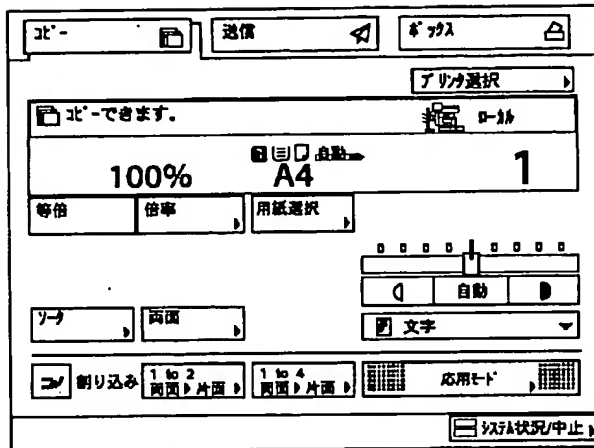 コピー
送信
ボックス
プリンタ選択
コピーできます。
ローカル
自動
100%
A4
1
等倍
倍率
用紙選択
自動
ソータ
両面
文字
割り込み
1 to 2
両面▶片面
1 to 4
両面▶片面
応用モード
システム状況/中止